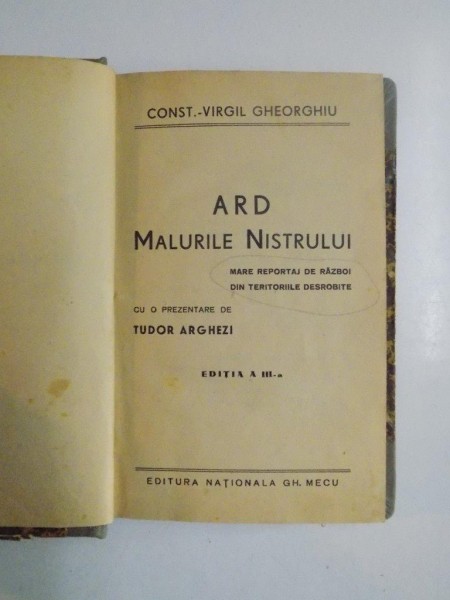 CONST.-VIRGIL GHEORGHIU
ARD
MALURILE NISTRULUI
MARE REPORTAJ DE RĂZBOI
DIN TERITORIILE DESROBITE
CU O PREZENTARE DE
TUDOR ARGHEZI
EDIȚIA A III-a
EDITURA NAȚIONALA GH. MECU